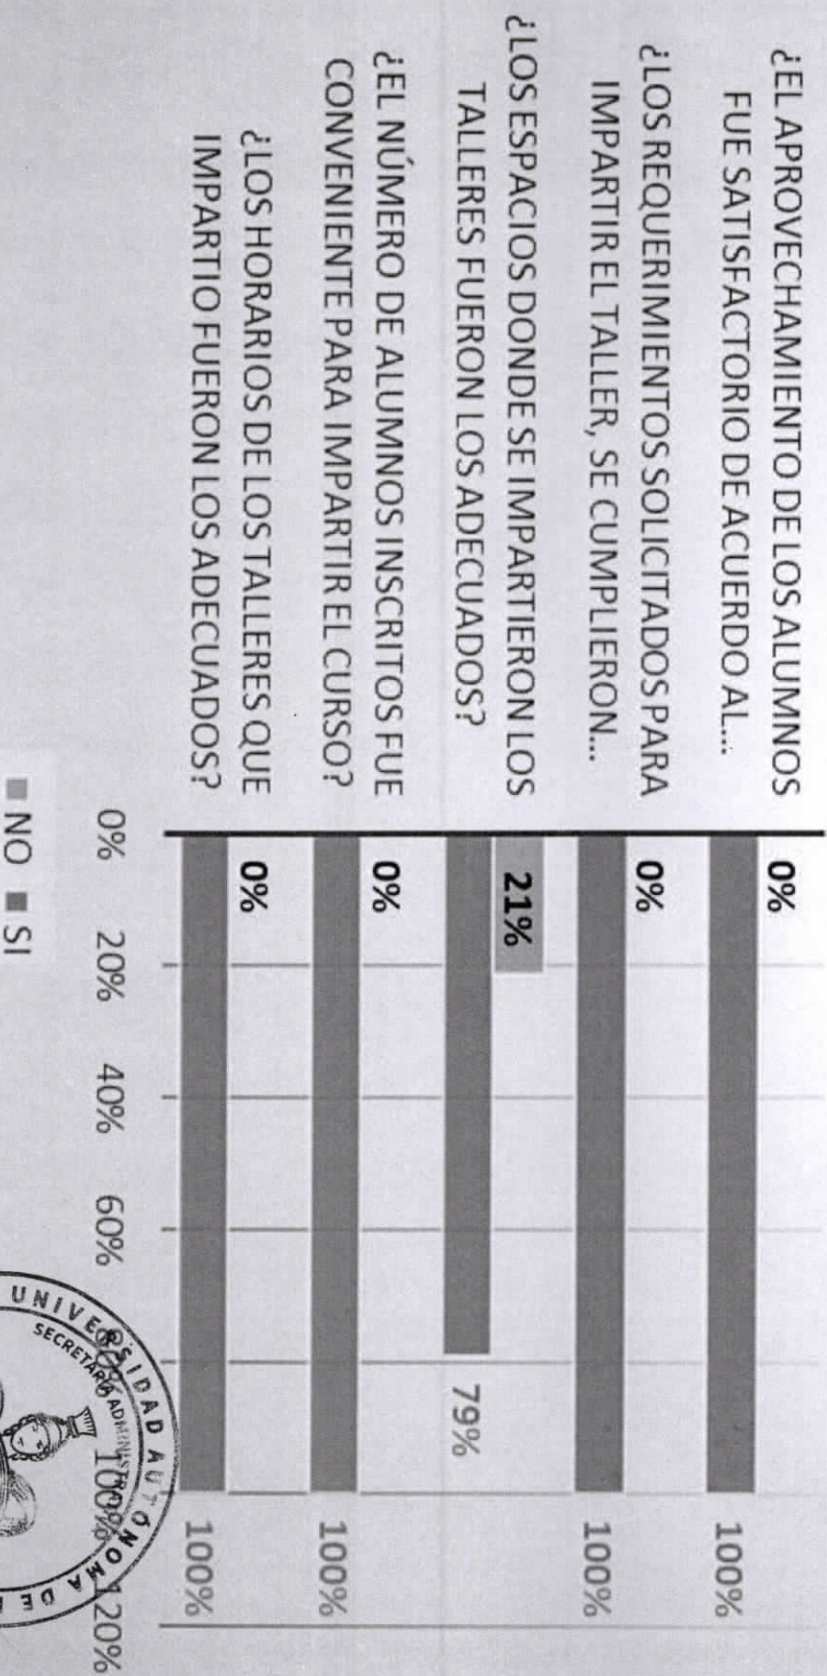 ¿EL APROVECHAMIENTO DE LOS ALUMNOS
FUE SATISFACTORIO DE ACUERDO AL...
0%
100%
¿LOS REQUERIMIENTOS SOLICITADOS PARA
IMPARTIR EL TALLER, SE CUMPLIERON...
0%
100%
¿LOS ESPACIOS DONDE SE IMPARTIERON LOS
TALLERES FUERON LOS ADECUADOS?
21%
79%
¿EL NÚMERO DE ALUMNOS INSCRITOS FUE
CONVENIENTE PARA IMPARTIR EL CURSO?
0%
100%
¿LOS HORARIOS DE LOS TALLERES QUE
IMPARTIO FUERON LOS ADECUADOS?
0%
100%
0% 20% 40% 60% 80% 100% 120%
NO SI
UNIVERSIDAD AUTÓNOMA DE
SECRETARÍA